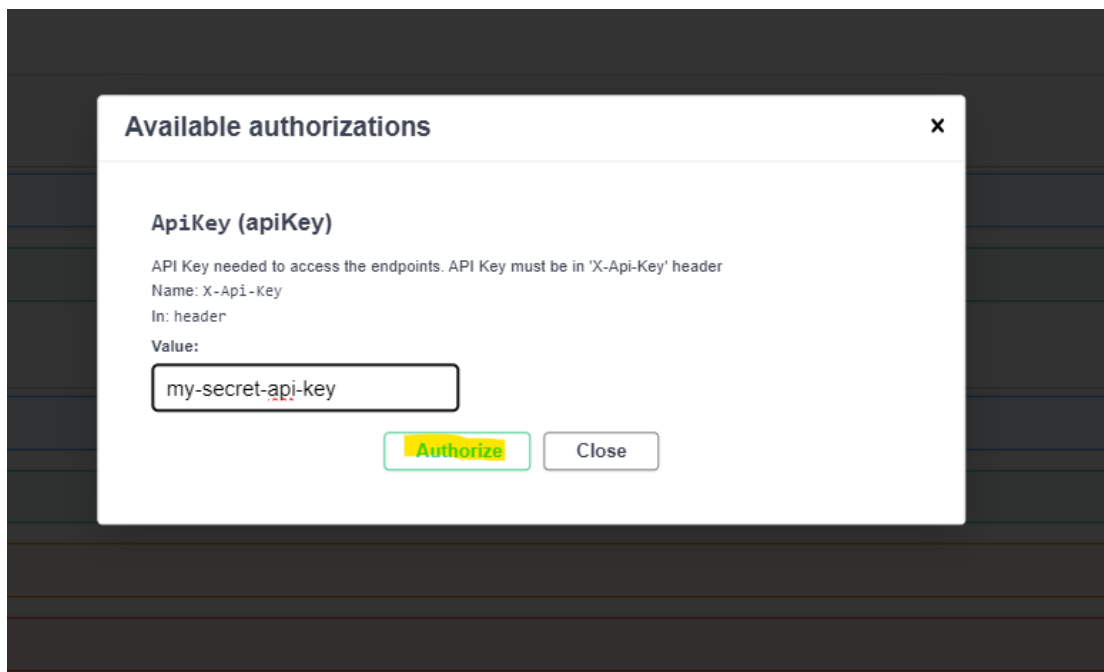 Available authorizations
ApiKey (apiKey)
API Key needed to access the endpoints. API Key must be in 'X-Api-Key' header
Name: X-Api-Key
In: header
Value:
my-secret-api-key
Authorize Close